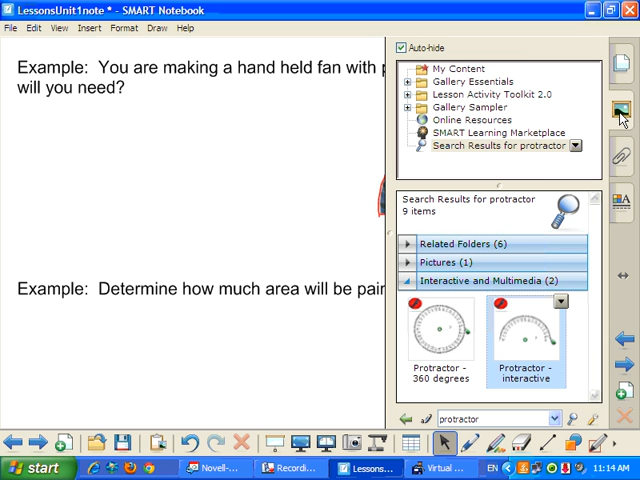 LessonsUnit1note * - SMART Notebook
File Edit View Insert Format Draw Help
Example: You are making a hand held fan with p
will you need?
Example: Determine how much area will be pain
Auto-hide
My Content
Gallery Essentials
Lesson Activity Toolkit 2.0
Gallery Sampler
Online Resources
SMART Learning Marketplace
Search Results for protractor
Search Results for protractor
9 items
Related Folders (6)
Pictures (1)
Interactive and Multimedia (2)
Protractor -
360 degrees
Protractor -
interactive
protractor
start
Novell-...
Recordi...
Lessons...
Virtual ...
EN
11:14 AM